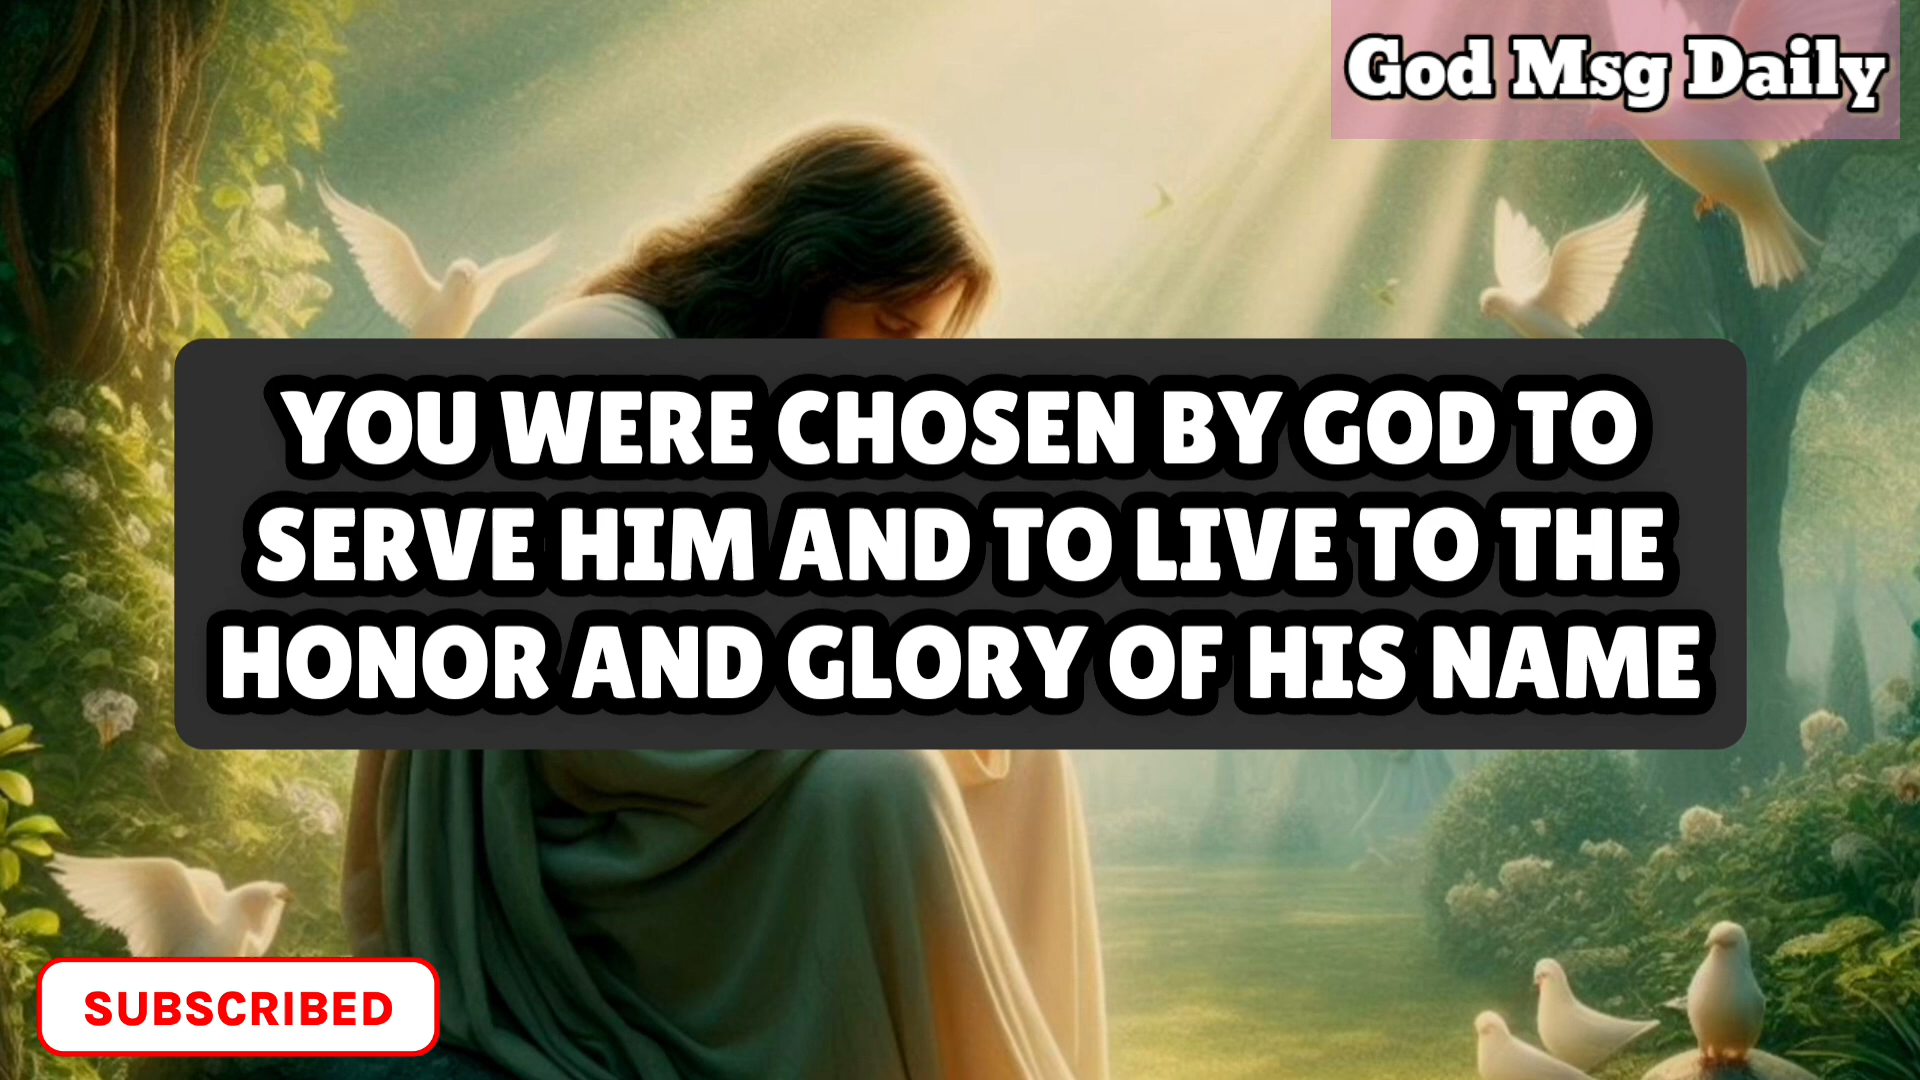 God Msg Daily
YOU WERE CHOSEN BY GOD TO
SERVE HIM AND TO LIVE TO THE
HONOR AND GLORY OF HIS NAME
SUBSCRIBED